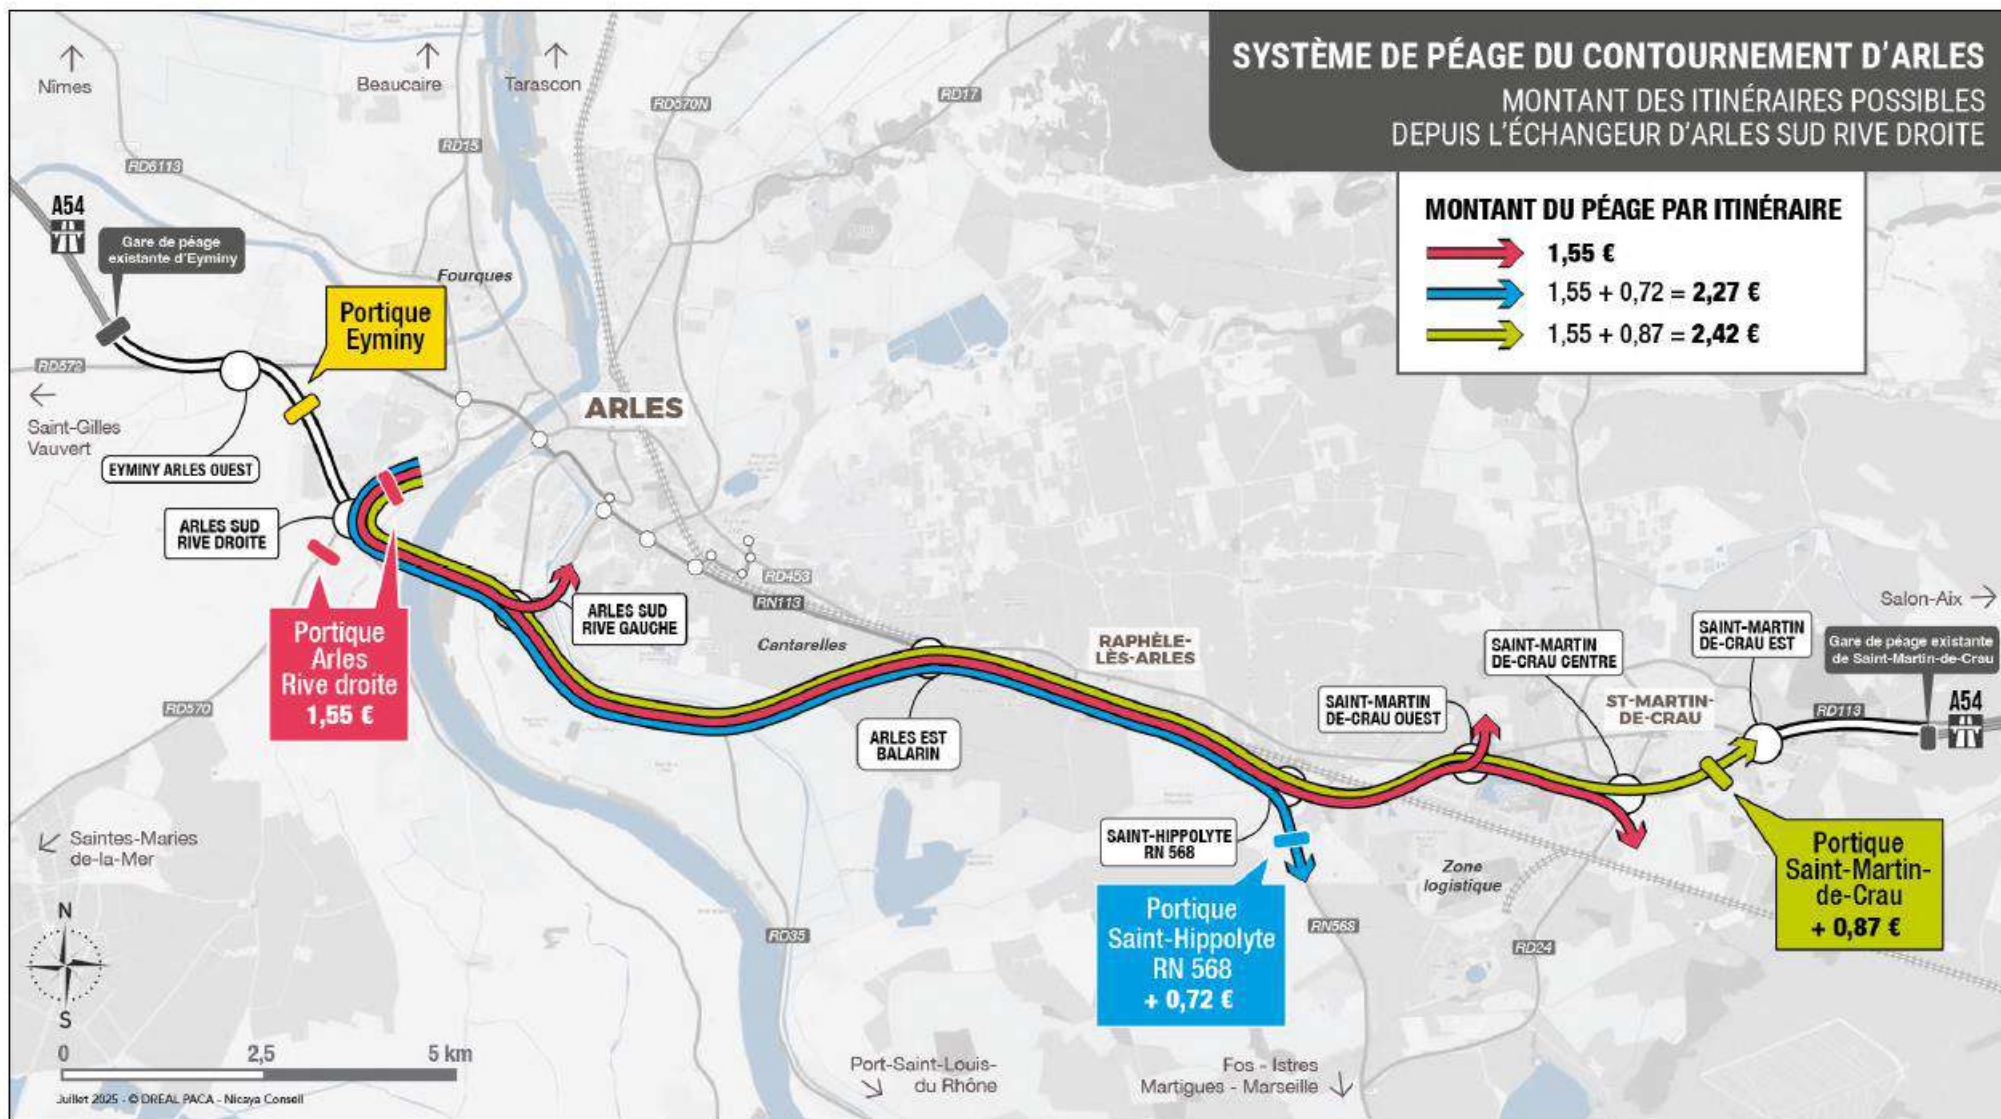 SYSTÈME DE PÉAGE DU CONTOURNEMENT D'ARLES
MONTANT DES ITINÉRAIRES POSSIBLES
DEPUIS L'ÉCHANGEUR D'ARLES SUD RIVE DROITE
MONTANT DU PÉAGE PAR ITINÉRAIRE
1,55 €
1,55 + 0,72 = 2,27 €
1,55 + 0,87 = 2,42 €
Nîmes
Beaucaire
Tarascon
RD570N
RD17
RD15
RD6113
A54
Gare de péage
existante d'Eyminy
Fourques
Portique
Eyminy
RD572
Saint-Gilles
Vauvert
ARLES
EYMINY ARLES OUEST
ARLES SUD
RIVE DROITE
RD453
RN113
ARLES SUD
RIVE GAUCHE
Cantarelles
Portique
Arles
Rive droite
1,55 €
RD570
RAPHÈLE-
LÈS-ARLES
ARLES EST
BALARIN
SAINT-MARTIN
DE-CRAU OUEST
SAINT-MARTIN
DE-CRAU CENTRE
SAINT-MARTIN
DE-CRAU EST
ST-MARTIN-
DE-CRAU
Salon-Aix
Gare de péage existante
de Saint-Martin-de-Crau
RD113
A54
Saintes-Maries
de-la-Mer
SAINT-HIPPOLYTE
RN 568
Zone
logistique
Portique
Saint-Hippolyte
RN 568
+ 0,72 €
Portique
Saint-Martin-
de-Crau
+ 0,87 €
RN568
RD24
RD35
N
S
0
2,5
5 km
Port-Saint-Louis-
du Rhône
Fos - Istres
Martigues - Marseille
Juillet 2025 - © DREAL PACA - Nicaya Conseil